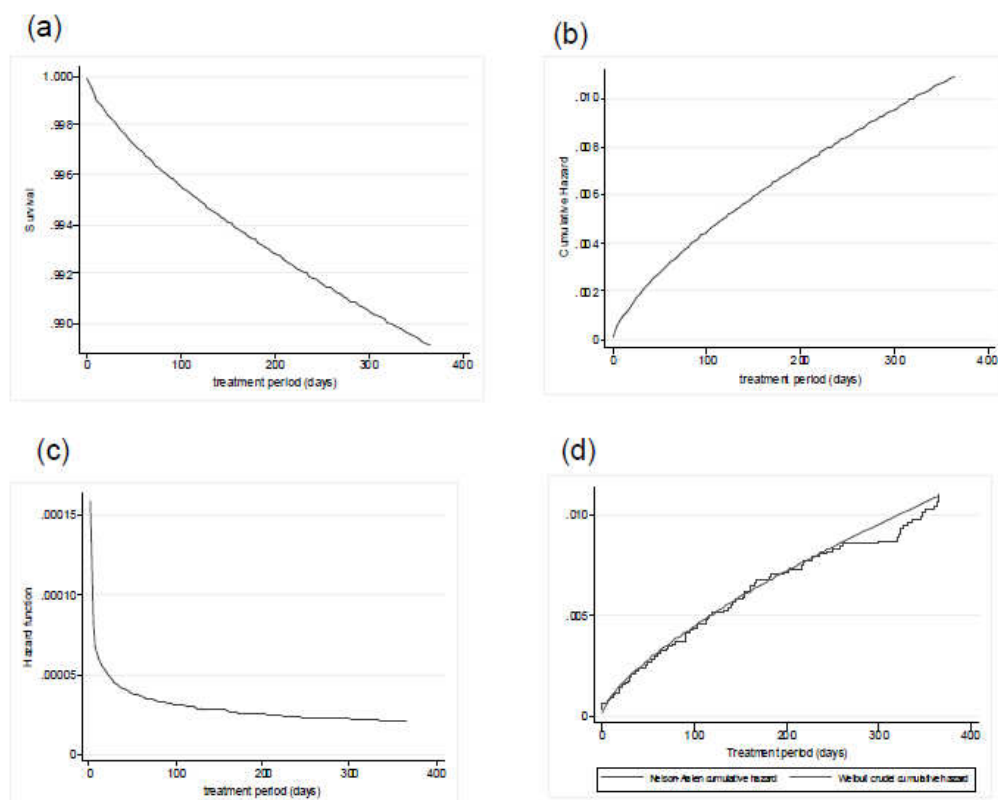 (a)
1.000
.998
.996
.994
.992
.990
Survival
0 100 200 300 400
treatment period (days)
(b)
.010
.008
.006
.004
.002
0
Cumulative Hazard
0 100 200 300 400
treatment period (days)
(c)
.00015
.00010
.00005
0
Hazard function
0 100 200 300 400
treatment period (days)
(d)
.010
.005
0
0 100 200 300 400
Treatment period (days)
Nelson-Aalen cumulative hazard
Weibull crude cumulative hazard